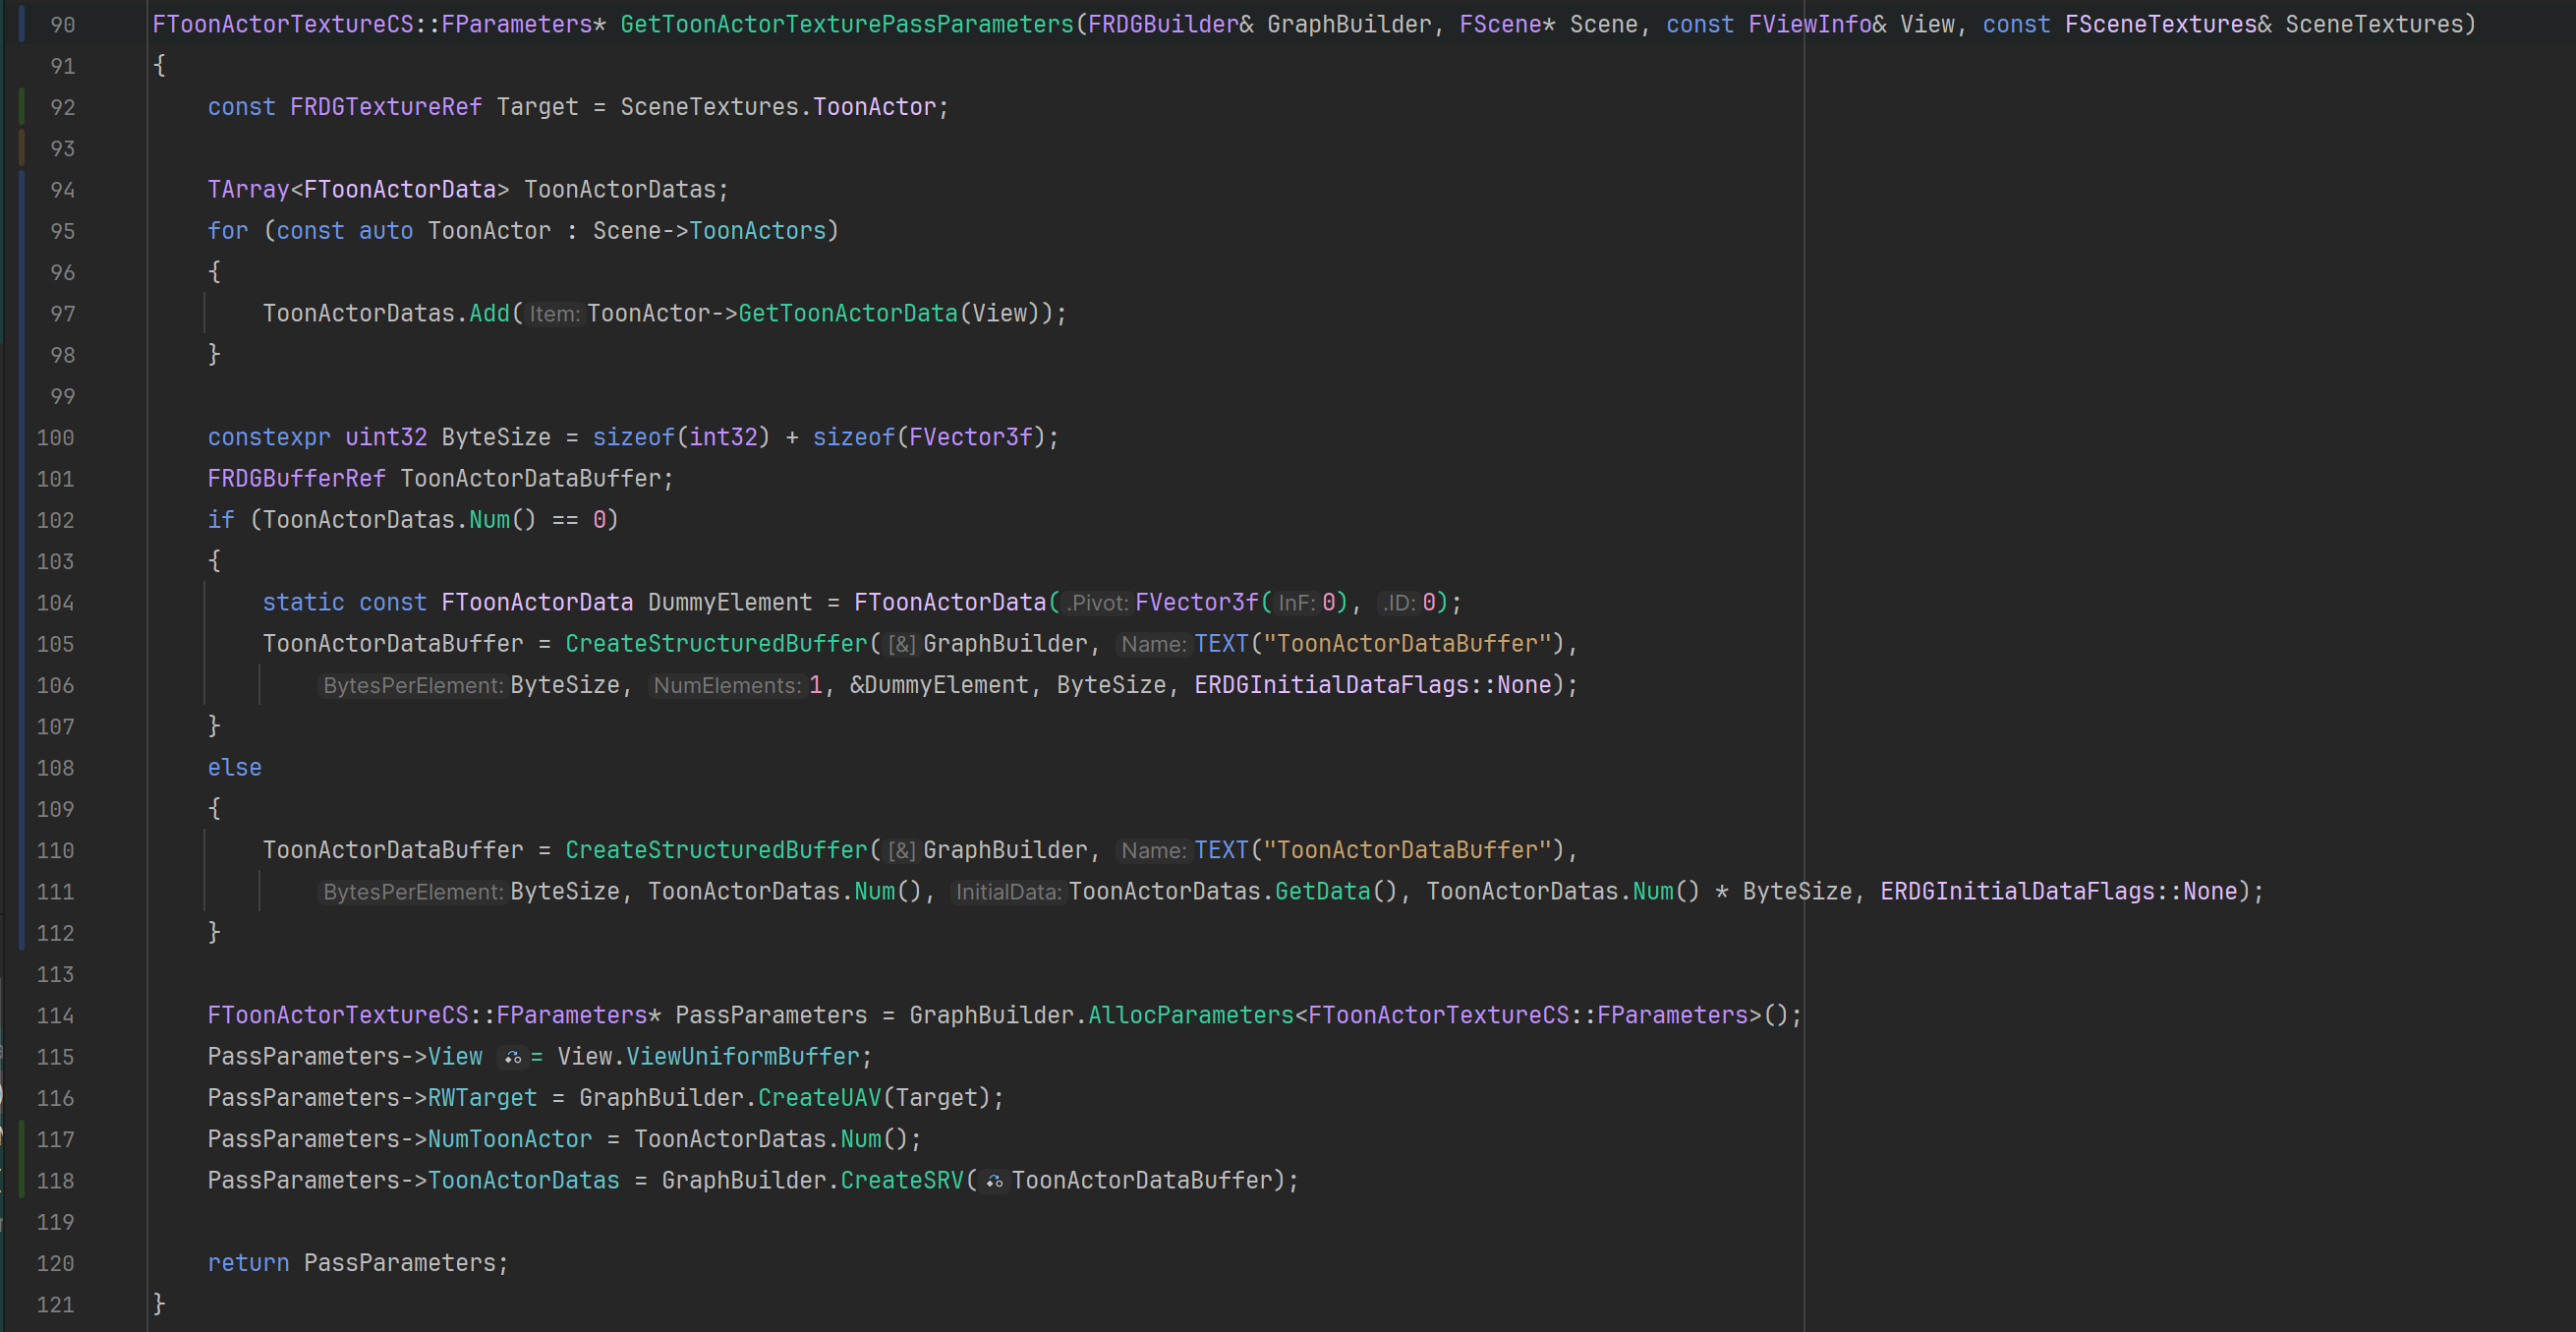 90 FToonActorTextureCS::FParameters* GetToonActorTexturePassParameters(FRDGBuilder& GraphBuilder, FScene* Scene, const FViewInfo& View, const FSceneTextures& SceneTextures)
91 {
92     const FRDGTextureRef Target = SceneTextures.ToonActor;
93
94     TArray<FToonActorData> ToonActorDatas;
95     for (const auto ToonActor : Scene->ToonActors)
96     {
97         ToonActorDatas.Add( Item: ToonActor->GetToonActorData(View));
98     }
99
100     constexpr uint32 ByteSize = sizeof(int32) + sizeof(FVector3f);
101     FRDGBufferRef ToonActorDataBuffer;
102     if (ToonActorDatas.Num() == 0)
103     {
104         static const FToonActorData DummyElement = FToonActorData( .Pivot: FVector3f( InF: 0), .ID: 0);
105         ToonActorDataBuffer = CreateStructuredBuffer( [&] GraphBuilder, Name: TEXT("ToonActorDataBuffer"),
106             BytesPerElement: ByteSize, NumElements: 1, &DummyElement, ByteSize, ERDGInitialDataFlags::None);
107     }
108     else
109     {
110         ToonActorDataBuffer = CreateStructuredBuffer( [&] GraphBuilder, Name: TEXT("ToonActorDataBuffer"),
111             BytesPerElement: ByteSize, ToonActorDatas.Num(), InitialData: ToonActorDatas.GetData(), ToonActorDatas.Num() * ByteSize, ERDGInitialDataFlags::None);
112     }
113
114     FToonActorTextureCS::FParameters* PassParameters = GraphBuilder.AllocParameters<FToonActorTextureCS::FParameters>();
115     PassParameters->View = View.ViewUniformBuffer;
116     PassParameters->RWTarget = GraphBuilder.CreateUAV(Target);
117     PassParameters->NumToonActor = ToonActorDatas.Num();
118     PassParameters->ToonActorDatas = GraphBuilder.CreateSRV( ToonActorDataBuffer);
119
120     return PassParameters;
121 }